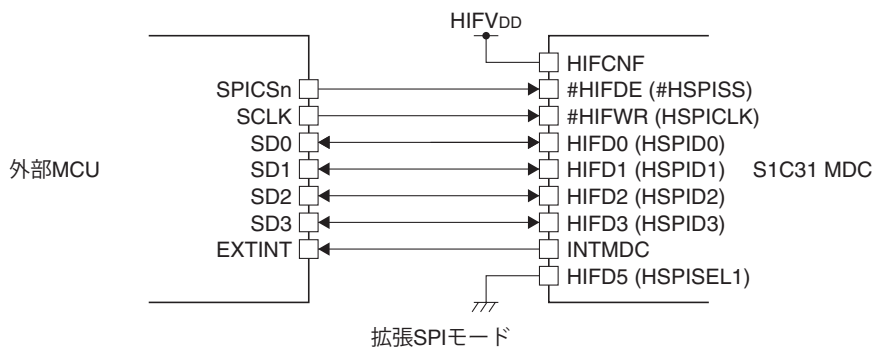 HIFVDD
HIFCNF
SPICSn #HIFDE (#HSPISS)
SCLK #HIFWR (HSPICLK)
SD0 HIFD0 (HSPID0)
外部MCU SD1 HIFD1 (HSPID1) S1C31 MDC
SD2 HIFD2 (HSPID2)
SD3 HIFD3 (HSPID3)
EXTINT INTMDC
HIFD5 (HSPISEL1)
拡張SPIモード